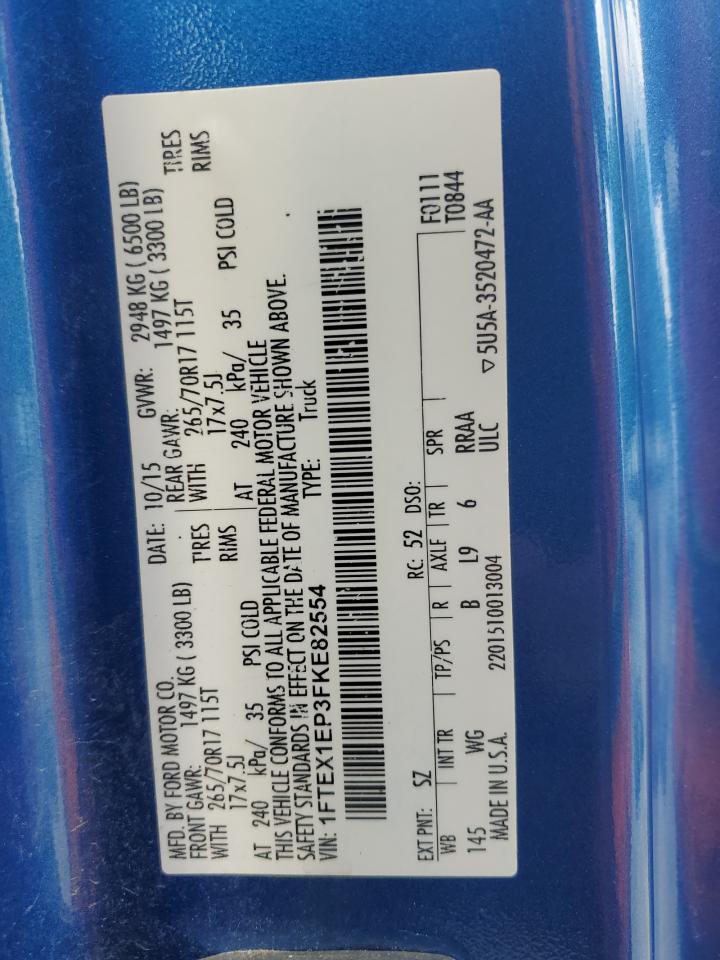 MFD. BY FORD MOTOR CO. DATE: 10/15 GVWR: 2948 KG ( 6500 LB)
FRONT GAWR: 1497 KG ( 3300 LB) REAR GAWR: 1497 KG ( 3300 LB)
WITH 265/70R17 115T TIRES WITH 265/70R17 115T TIRES
17x7.5J RIMS 17x7.5J RIMS
AT 240 kPa/ 35 PSI COLD AT 240 kPa/ 35 PSI COLD
THIS VEHICLE CONFORMS TO ALL APPLICABLE FEDERAL MOTOR VEHICLE
SAFETY STANDARDS IN EFFECT ON THE DATE OF MANUFACTURE SHOWN ABOVE.
VIN: 1FTEX1EP3FKE82554 TYPE: Truck
EXT PNT: SZ RC: 52 DSO: F0111
WB INT TR TP/PS R AXLE TR SPR T0844
145 WG B L9 6 RRAA
MADE IN U.S.A. 2201510013004 ULC ▽5U5A-3520472-AA